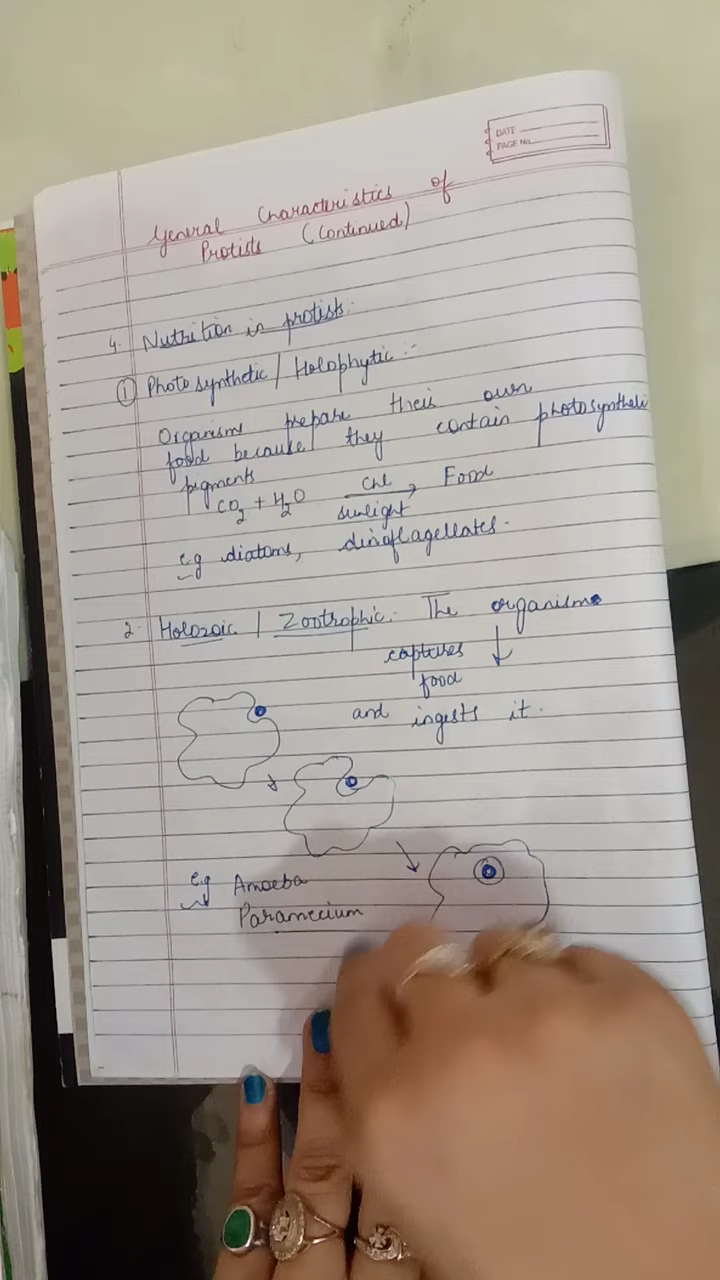 DATE
PAGE No.
General Characteristics of
Protists (Continued)
4. Nutrition in protists.
① Photosynthetic / Holophytic :-
Organisms prepare their own
food because they contain photosynthetic
pigments
CO2 + H2O Chl Food
sunlight
e.g diatoms, dinoflagellates.
2. Holozoic / Zootrophic. The organisms
captures
food
and ingests it.
e.g Amoeba
Paramecium